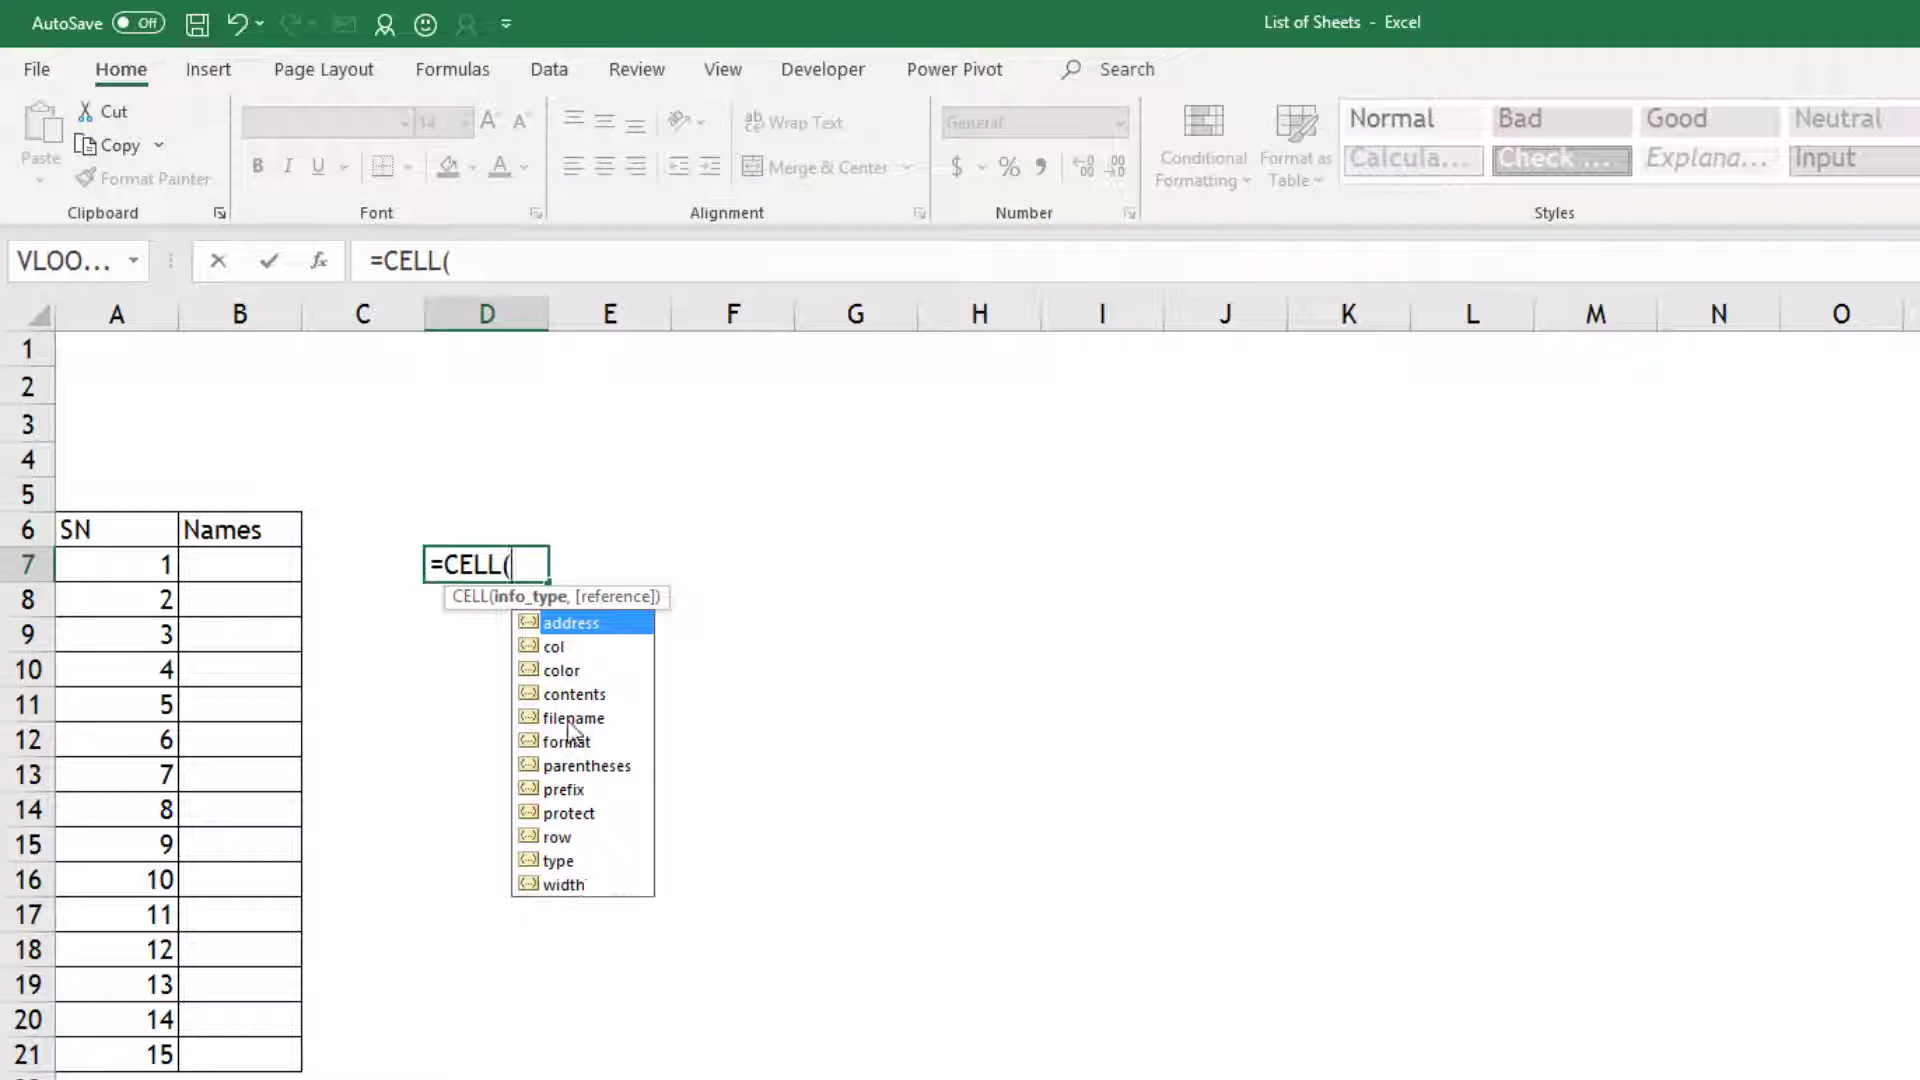 AutoSave Off
List of Sheets - Excel
File Home Insert Page Layout Formulas Data Review View Developer Power Pivot Search
Paste
Cut
Copy
Format Painter
Clipboard
14
A A
B I U
A
Font
ab Wrap Text
Merge & Center
Alignment
General
$ % 9
Number
Conditional Formatting
Format as Table
Normal Bad Good Neutral
Calcula... Check ... Explana... Input
Styles
VLOO... fx =CELL(
A B C D E F G H I J K L M N O
1
2
3
4
5
6 SN Names
7 1 =CELL(
CELL(info_type, [reference])
8 2
9 3
10 4
11 5
12 6
13 7
14 8
15 9
16 10
17 11
18 12
19 13
20 14
21 15
address
col
color
contents
filename
format
parentheses
prefix
protect
row
type
width